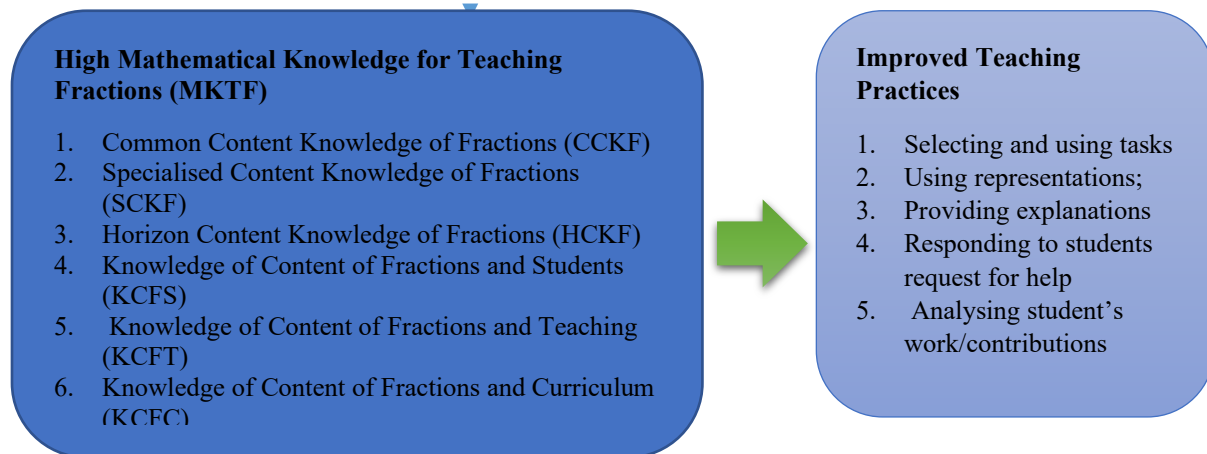 High Mathematical Knowledge for Teaching
Fractions (MKTF)
1. Common Content Knowledge of Fractions (CCKF)
2. Specialised Content Knowledge of Fractions
(SCKF)
3. Horizon Content Knowledge of Fractions (HCKF)
4. Knowledge of Content of Fractions and Students
(KCFS)
5. Knowledge of Content of Fractions and Teaching
(KCFT)
6. Knowledge of Content of Fractions and Curriculum
(KCFC)
Improved Teaching
Practices
1. Selecting and using tasks
2. Using representations;
3. Providing explanations
4. Responding to students
request for help
5. Analysing student’s
work/contributions